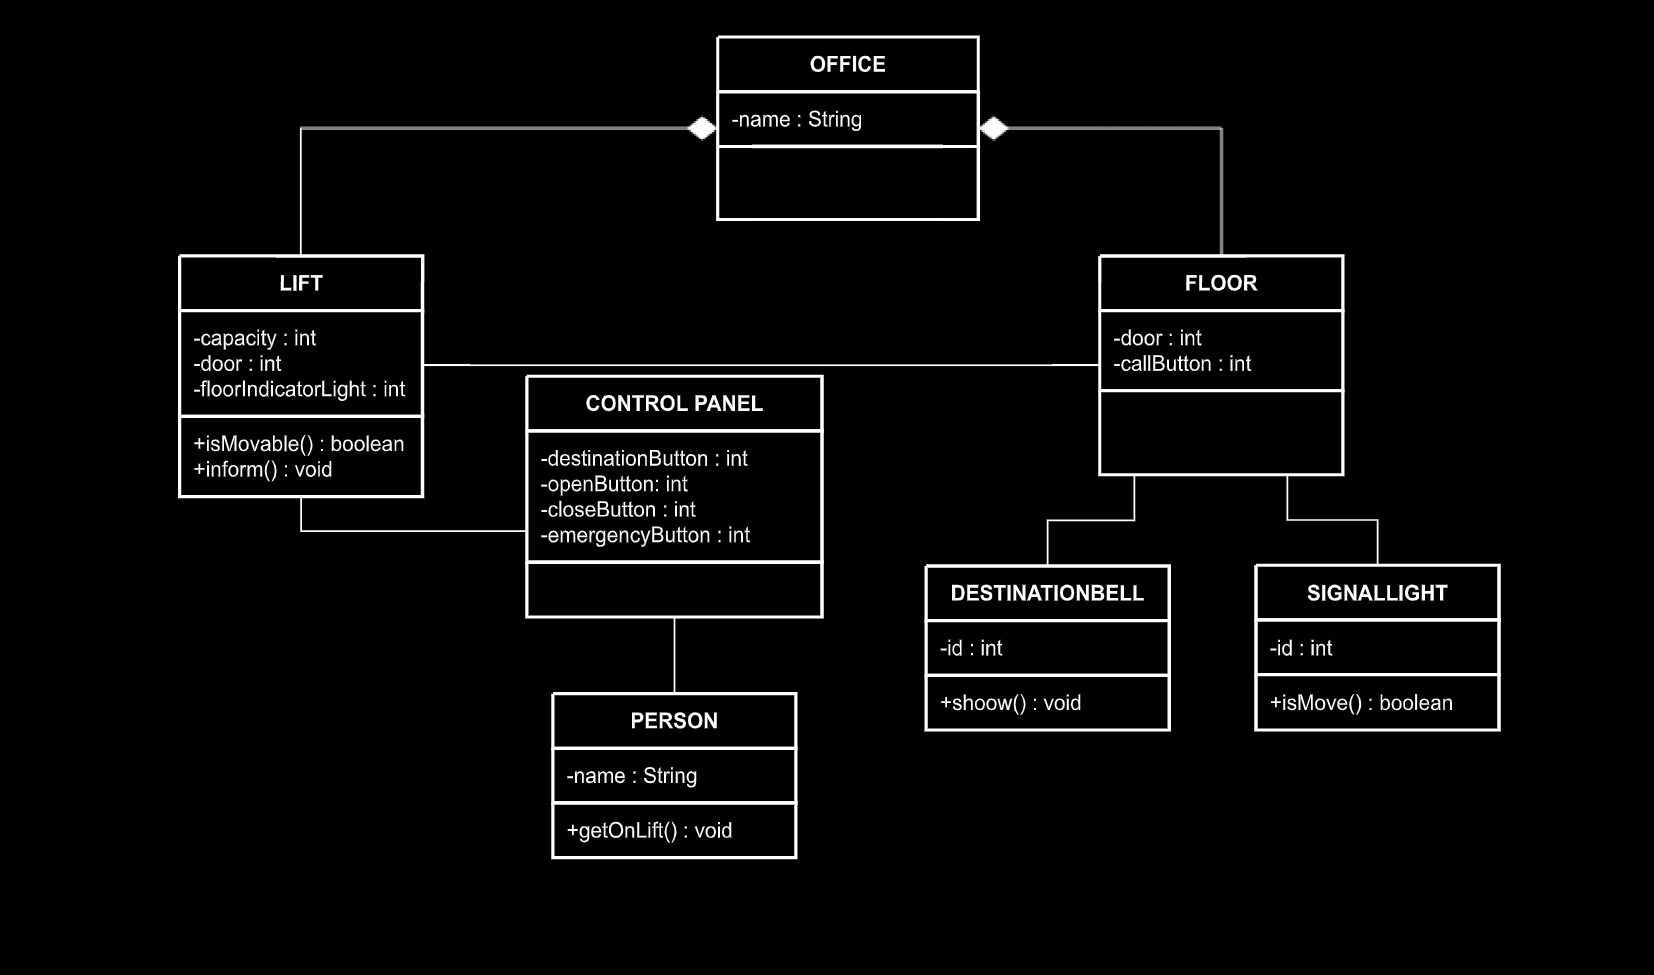 OFFICE
-name : String
LIFT
-capacity : int
-door : int
-floorIndicatorLight : int
+isMovable() : boolean
+inform() : void
FLOOR
-door : int
-callButton : int
CONTROL PANEL
-destinationButton : int
-openButton: int
-closeButton : int
-emergencyButton : int
DESTINATIONBELL
-id : int
+shoow() : void
SIGNALLIGHT
-id : int
+isMove() : boolean
PERSON
-name : String
+getOnLift() : void